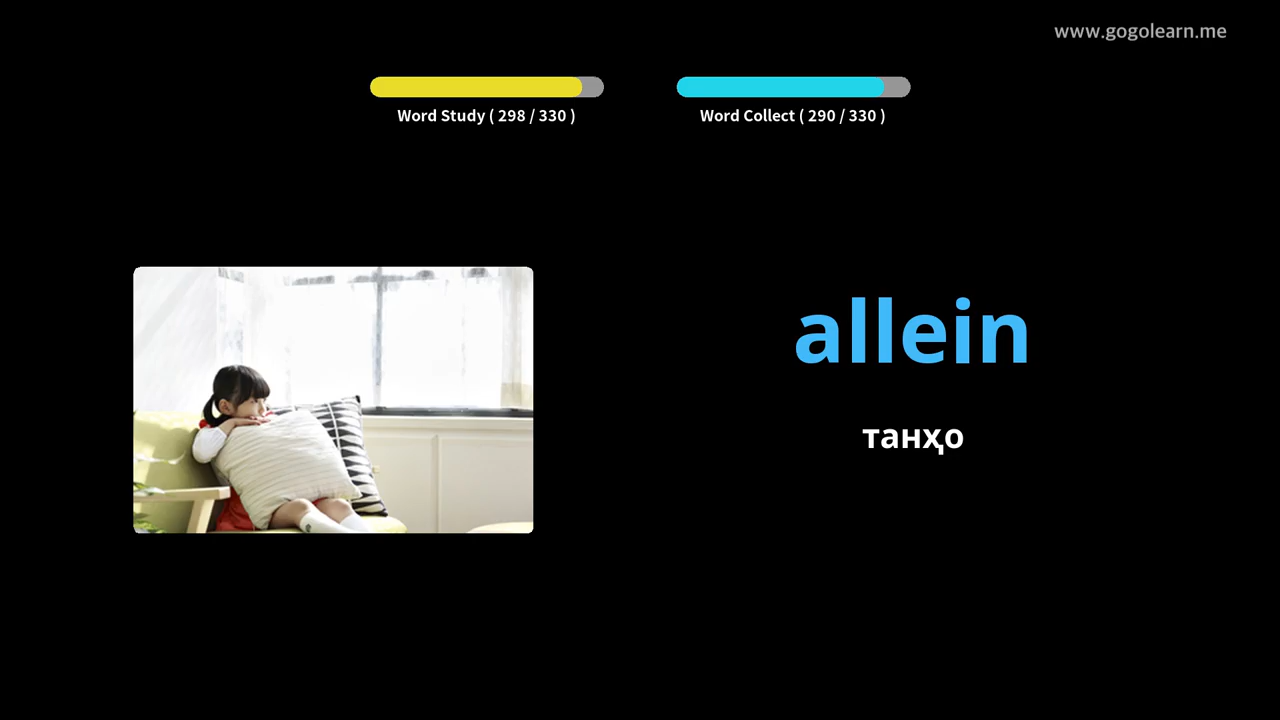 www.gogolearn.me
Word Study ( 298 / 330 )
Word Collect ( 290 / 330 )
allein
танҳо